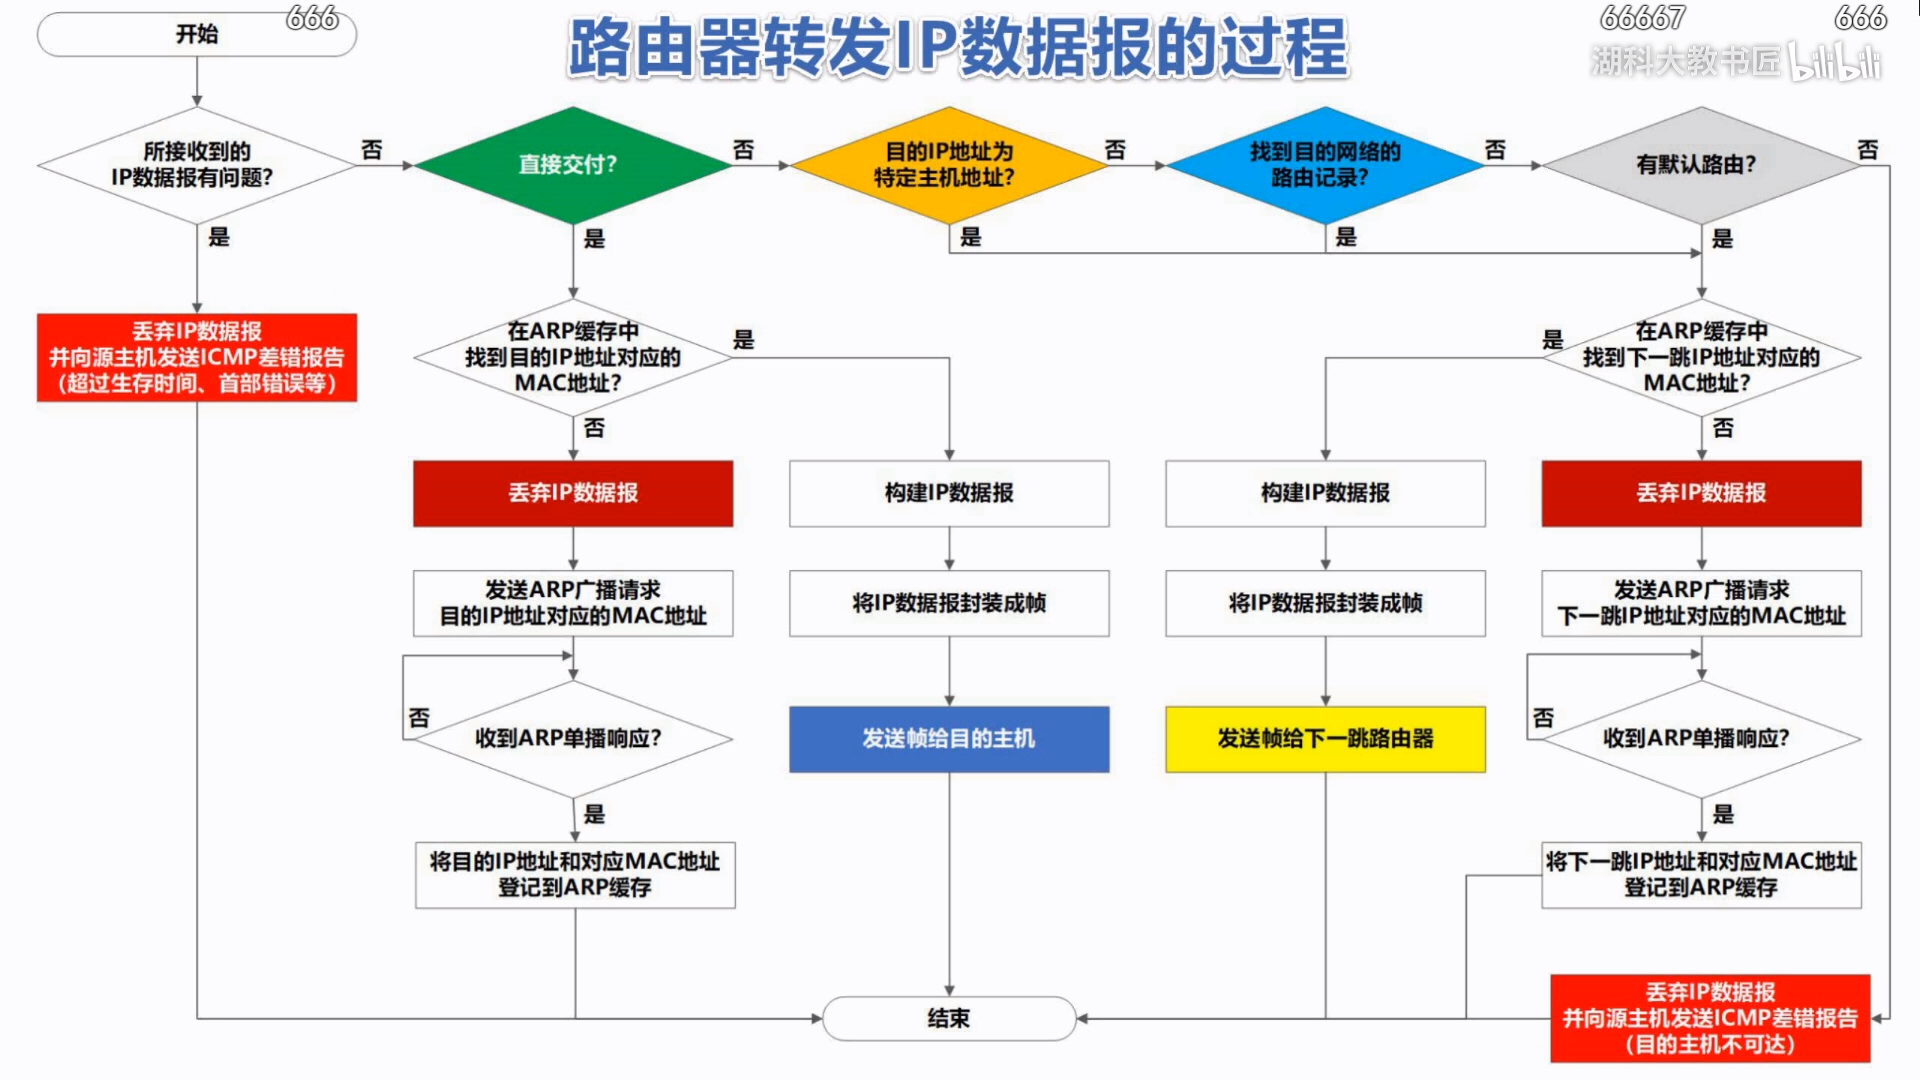 666
66667
666
开始
路由器转发IP数据报的过程
湖科大教书匠 bilibili
所接收到的
IP数据报有问题?
否
直接交付?
否
目的IP地址为
特定主机地址?
否
找到目的网络的
路由记录?
否
有默认路由?
否
是
是
是
是
是
丢弃IP数据报
并向源主机发送ICMP差错报告
(超过生存时间、首部错误等)
在ARP缓存中
找到目的IP地址对应的
MAC地址?
是
是
在ARP缓存中
找到下一跳IP地址对应的
MAC地址?
否
否
丢弃IP数据报
构建IP数据报
构建IP数据报
丢弃IP数据报
发送ARP广播请求
目的IP地址对应的MAC地址
将IP数据报封装成帧
将IP数据报封装成帧
发送ARP广播请求
下一跳IP地址对应的MAC地址
否
收到ARP单播响应?
发送帧给目的主机
发送帧给下一跳路由器
否
收到ARP单播响应?
是
是
将目的IP地址和对应MAC地址
登记到ARP缓存
将下一跳IP地址和对应MAC地址
登记到ARP缓存
结束
丢弃IP数据报
并向源主机发送ICMP差错报告
(目的主机不可达)